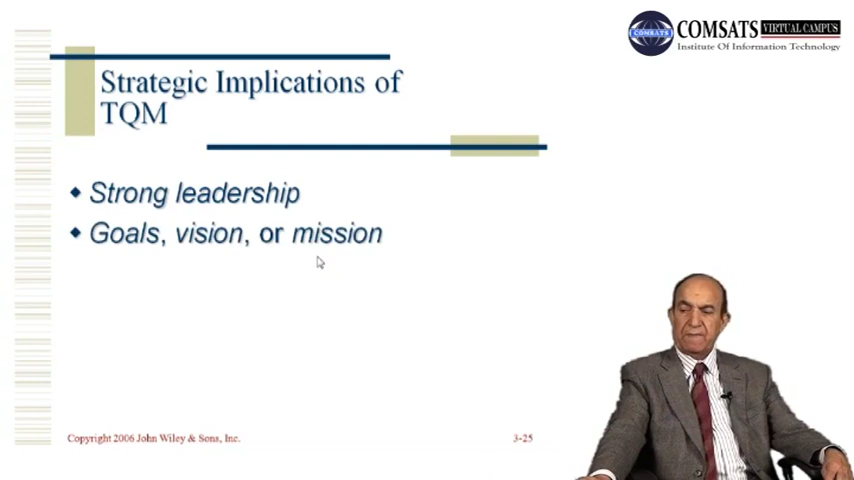 COMSATS VIRTUAL CAMPUS
Institute Of Information Technology
COMSATS
Strategic Implications of
TQM
Strong leadership
Goals, vision, or mission
Copyright 2006 John Wiley & Sons, Inc.
3-25